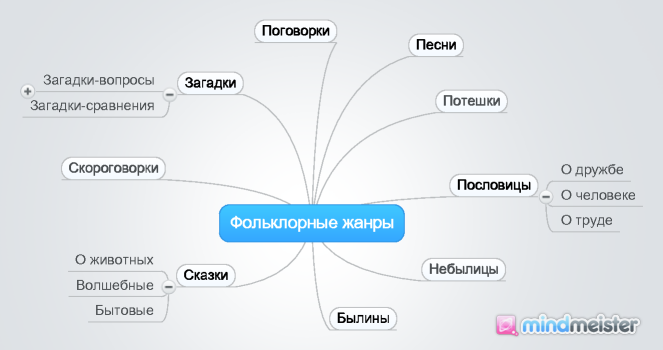 Поговорки
Песни
Загадки
Загадки-вопросы
Загадки-сравнения
Потешки
Скороговорки
Пословицы
О дружбе
О человеке
О труде
Фольклорные жанры
Сказки
О животных
Волшебные
Бытовые
Небылицы
Былины
mindmeister